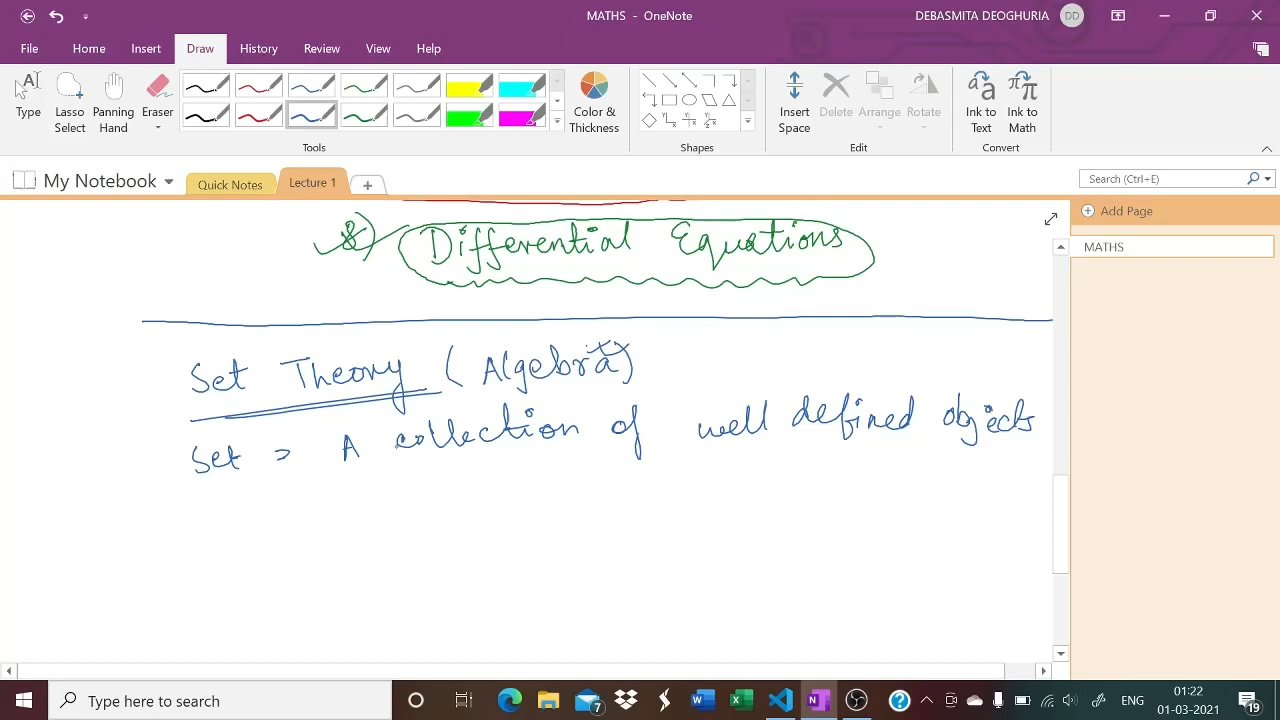 MATHS - OneNote
DEBASMITA DEOGHURIA DD
File Home Insert Draw History Review View Help
Type
Lasso Select
Panning Hand
Eraser
Color & Thickness
Insert Space
Delete
Arrange
Rotate
Ink to Text
Ink to Math
Tools Shapes Edit Convert
My Notebook Quick Notes Lecture 1 +
Search (Ctrl+E)
Add Page
MATHS
8) Differential Equations
Set Theory (Algebra)
Set > A collection of well defined objects
Type here to search
7
ENG
01:22
01-03-2021
19